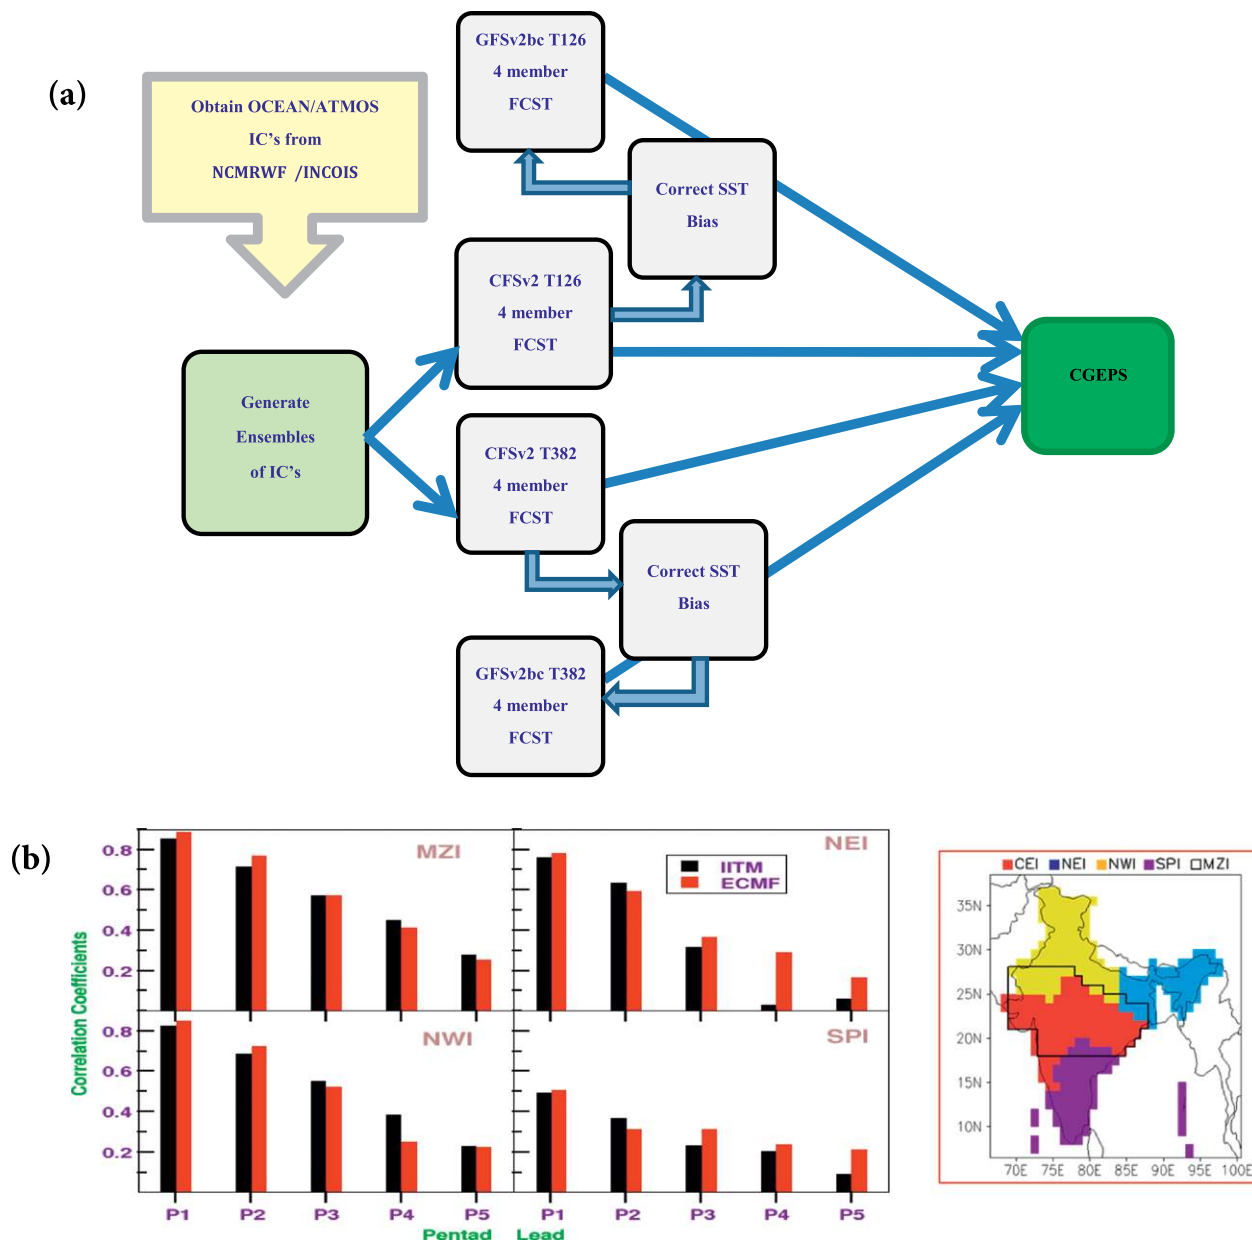 (a)
Obtain OCEAN/ATMOS
IC's from
NCMRWF /INCOIS
Generate
Ensembles
of IC's
GFSv2bc T126
4 member
FCST
Correct SST
Bias
CFSv2 T126
4 member
FCST
CFSv2 T382
4 member
FCST
Correct SST
Bias
GFSv2bc T382
4 member
FCST
CGEPS
(b)
Correlation Coefficients
0.8
0.6
0.4
0.2
MZI
NEI
IITM
ECMF
0.8
0.6
0.4
0.2
NWI
SPI
P1 P2 P3 P4 P5 P1 P2 P3 P4 P5
Pentad Lead
CEI NEI NWI SPI MZI
35N
30N
25N
20N
15N
10N
70E 75E 80E 85E 90E 95E 100E